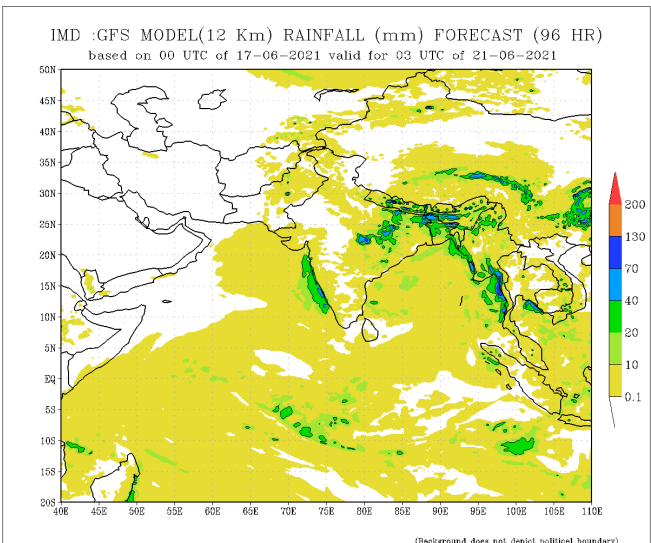 IMD :GFS MODEL(12 Km) RAINFALL (mm) FORECAST (96 HR)
based on 00 UTC of 17-06-2021 valid for 03 UTC of 21-06-2021
50N
45N
40N
35N
30N
25N
20N
15N
10N
5N
EQ
5S
10S
15S
20S
40E 45E 50E 55E 60E 65E 70E 75E 80E 85E 90E 95E 100E 105E 110E
200
130
70
40
20
10
0.1
(Background does not depict political boundary)